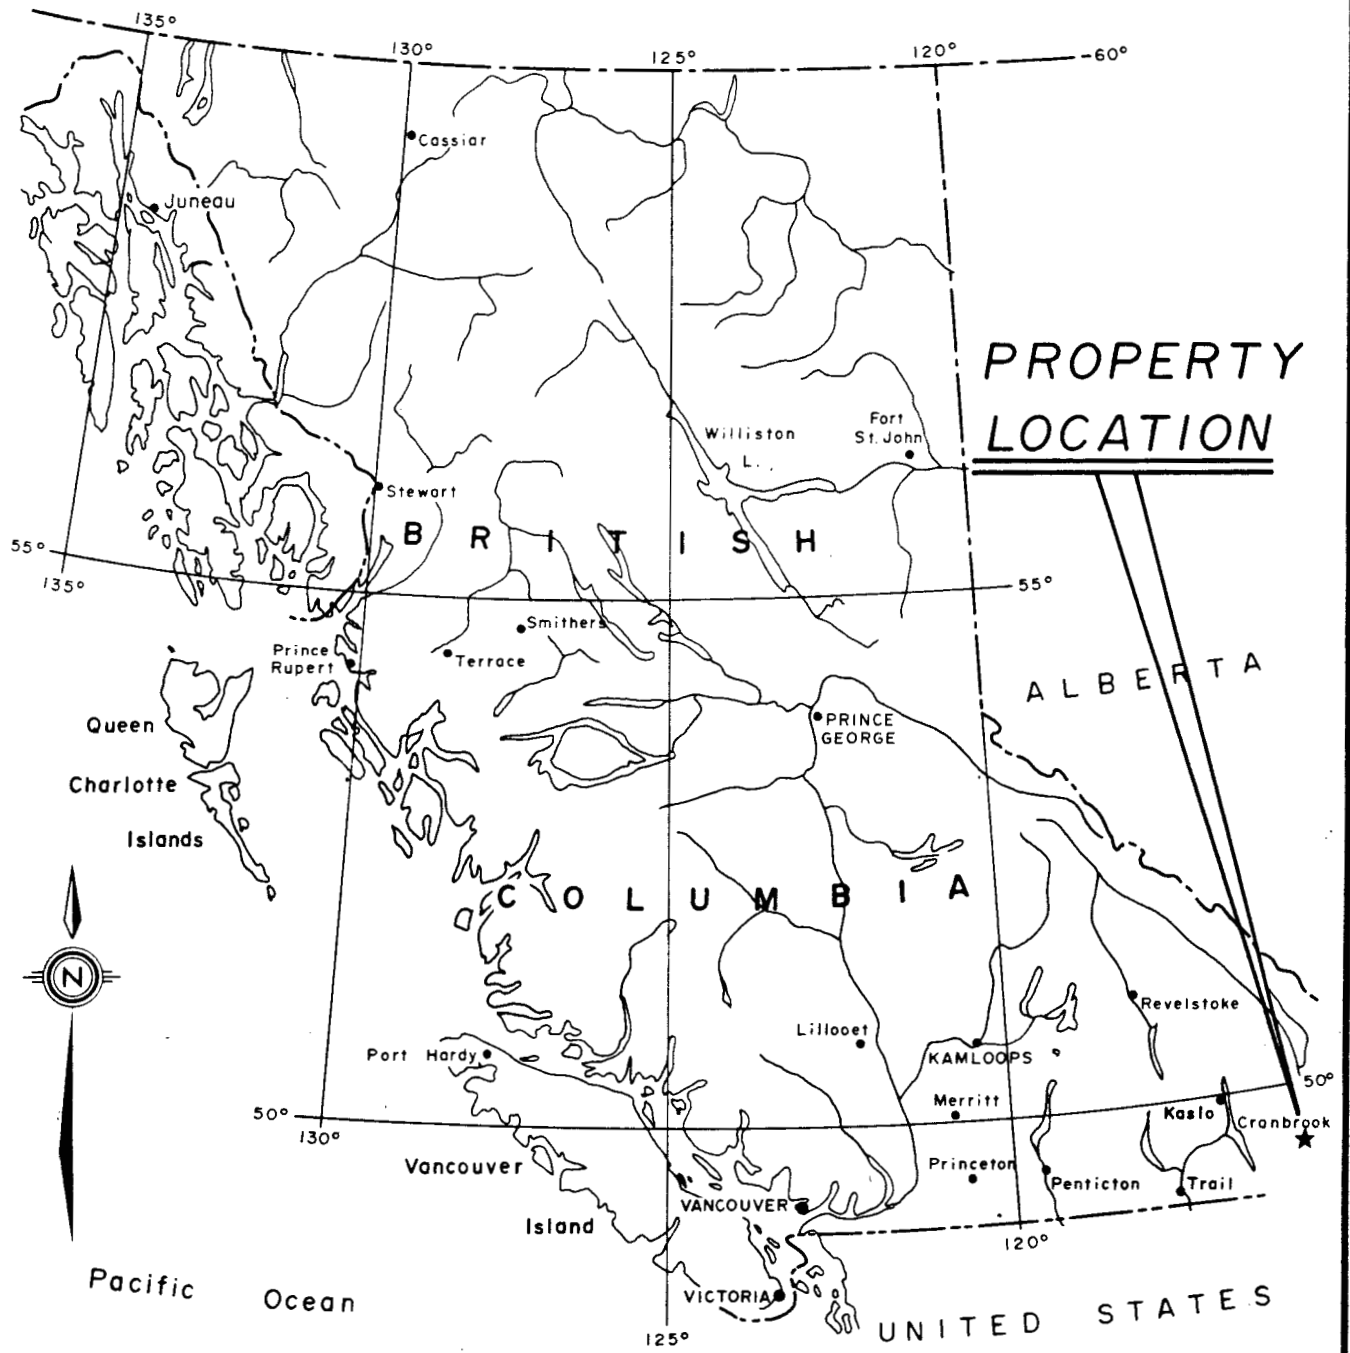 135°
130°
125°
120°
60°
Cassiar
Juneau
PROPERTY
LOCATION
Williston
L.
Fort
St. John
Stewart
BRITISH
55°
135°
55°
Smithers
Terrace
Prince
Rupert
ALBERTA
Queen
Charlotte
Islands
PRINCE
GEORGE
COLUMBIA
N
Revelstoke
Lillooet
Port Hardy
KAMLOOPS
50°
Merritt
Kaslo
Cranbrook
50°
130°
Vancouver
Island
Princeton
Penticton
Trail
VANCOUVER
120°
Pacific Ocean
VICTORIA
UNITED STATES
125°